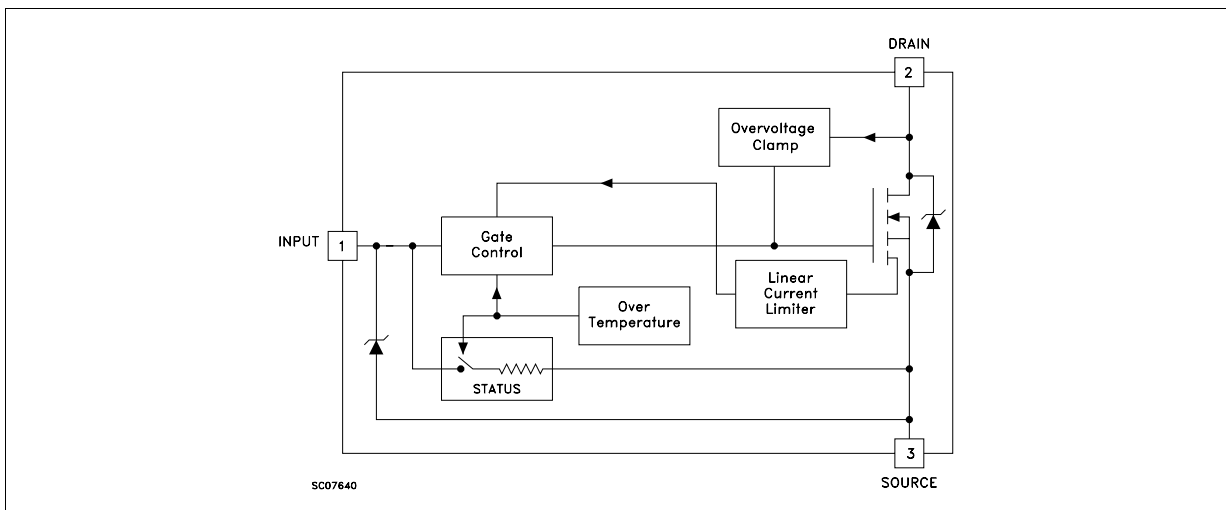 DRAIN
2
Overvoltage
Clamp
INPUT
1
Gate
Control
Linear
Current
Limiter
Over
Temperature
STATUS
3
SC07640
SOURCE